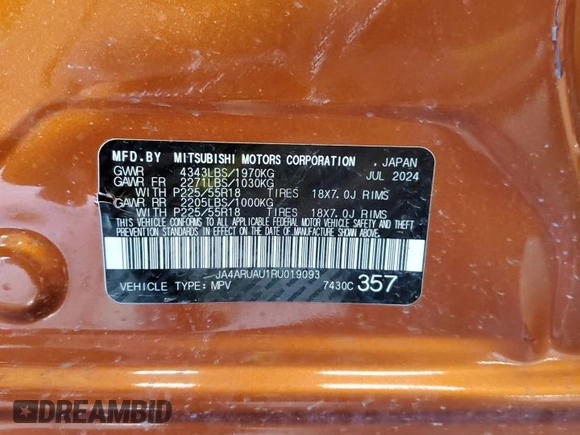 MFD.BY MITSUBISHI MOTORS CORPORATION , JAPAN
GVWR 4343LBS/1970KG JUL 2024
GAWR FR 2271LBS/1030KG
WITH P225/55R18 TIRES 18X7.0J RIMS
GAWR RR 2205LBS/1000KG
WITH P225/55R18 TIRES 18X7.0J RIMS
THIS VEHICLE CONFORMS TO ALL APPLICABLE FEDERAL MOTOR VEHICLE SAFETY AND
THEFT PREVENTION STANDARDS IN EFFECT ON THE DATE OF MANUFACTURE SHOWN ABOVE.
JA4ARUAU1RU019093
VEHICLE TYPE: MPV 7430C 357
DREAMBID